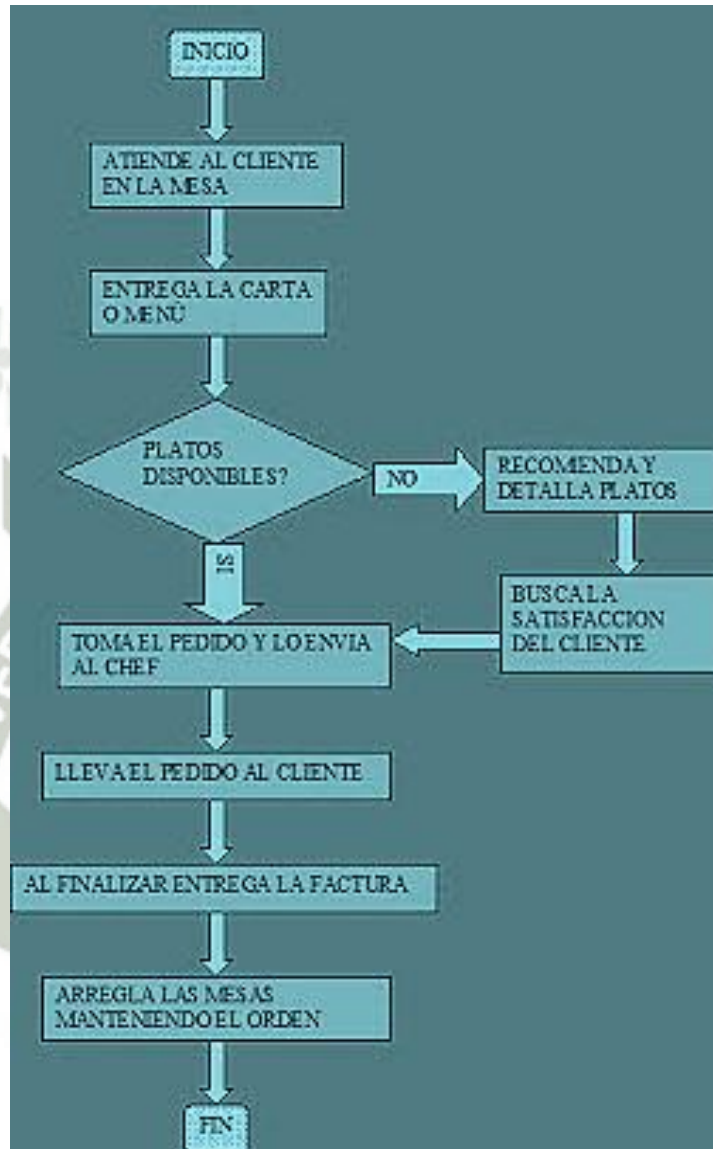 INICIO
ATIENDE AL CLIENTE
EN LA MESA
ENTREGA LA CARTA
O MENÚ
PLATOS
DISPONIBLES?
NO
RECOMIENDA Y
DETALLA PLATOS
SI
BUSCA LA
SATISFACCION
DEL CLIENTE
TOMA EL PEDIDO Y LO ENVIA
AL CHEF
LLEVA EL PEDIDO AL CLIENTE
AL FINALIZAR ENTREGA LA FACTURA
ARREGLA LAS MESAS
MANTENIENDO EL ORDEN
FIN